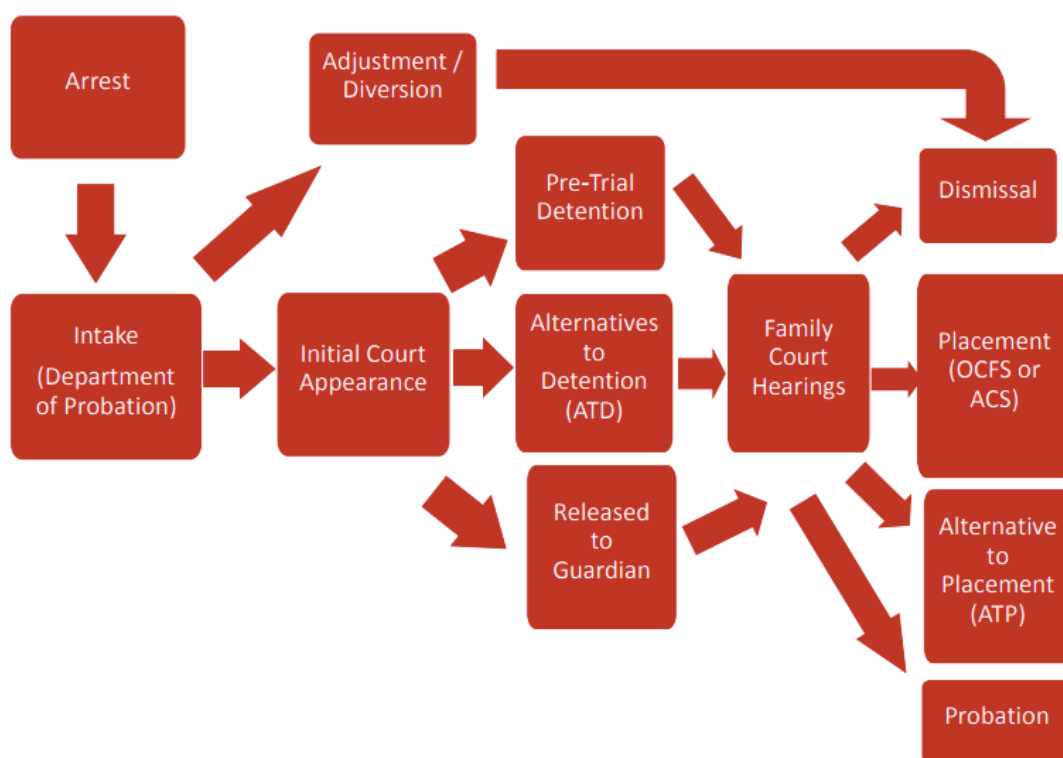 Arrest
Adjustment /
Diversion
Pre-Trial
Detention
Dismissal
Intake
(Department
of Probation)
Initial Court
Appearance
Alternatives
to
Detention
(ATD)
Family
Court
Hearings
Placement
(OCFS or
ACS)
Released
to
Guardian
Alternative
to
Placement
(ATP)
Probation